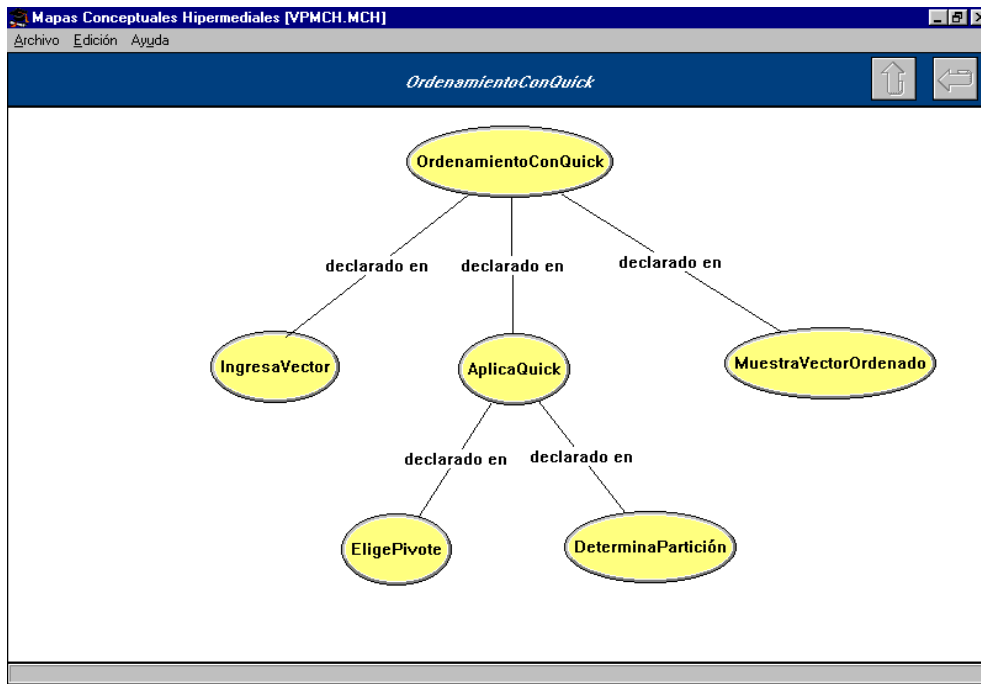 Mapas Conceptuales Hipermediales [VPMCH.MCH]
Archivo Edición Ayuda
OrdenamientoConQuick
OrdenamientoConQuick
declarado en declarado en declarado en
IngresaVector AplicaQuick MuestraVectorOrdenado
declarado en declarado en
EligePivote DeterminaPartición